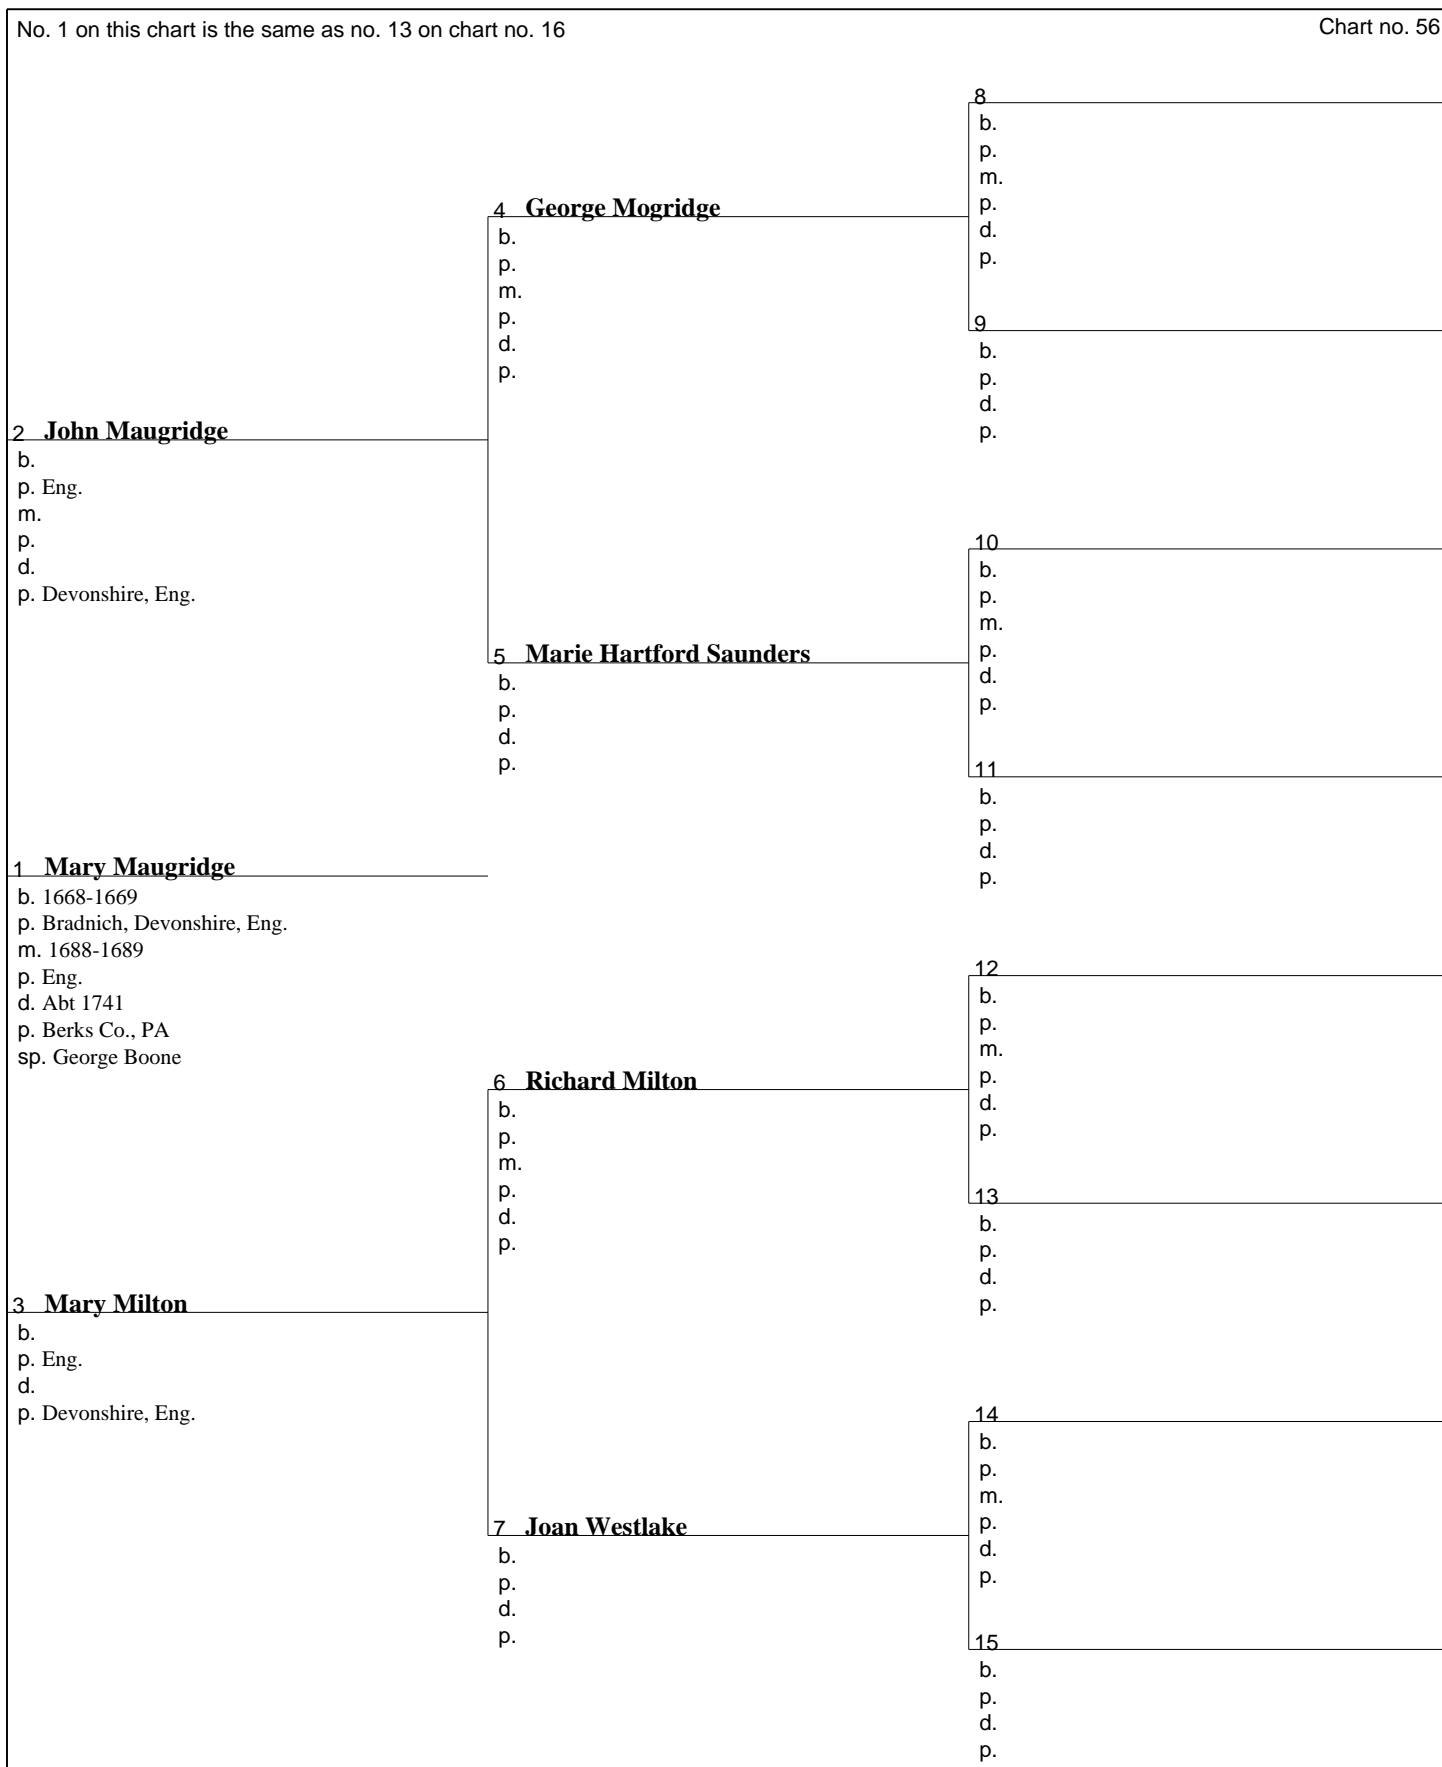 No. 1 on this chart is the same as no. 13 on chart no. 16
Chart no. 56
8
b.
p.
m.
p.
d.
p.
4 George Mogridge
b.
p.
m.
p.
d.
p.
9
b.
p.
d.
p.
2 John Maugridge
b.
p. Eng.
m.
p.
d.
p. Devonshire, Eng.
10
b.
p.
m.
p.
d.
p.
5 Marie Hartford Saunders
b.
p.
d.
p.
11
b.
p.
d.
p.
1 Mary Maugridge
b. 1668-1669
p. Bradnich, Devonshire, Eng.
m. 1688-1689
p. Eng.
d. Abt 1741
p. Berks Co., PA
sp. George Boone
12
b.
p.
m.
p.
d.
p.
6 Richard Milton
b.
p.
m.
p.
d.
p.
13
b.
p.
d.
p.
3 Mary Milton
b.
p. Eng.
d.
p. Devonshire, Eng.
14
b.
p.
m.
p.
d.
p.
7 Joan Westlake
b.
p.
d.
p.
15
b.
p.
d.
p.